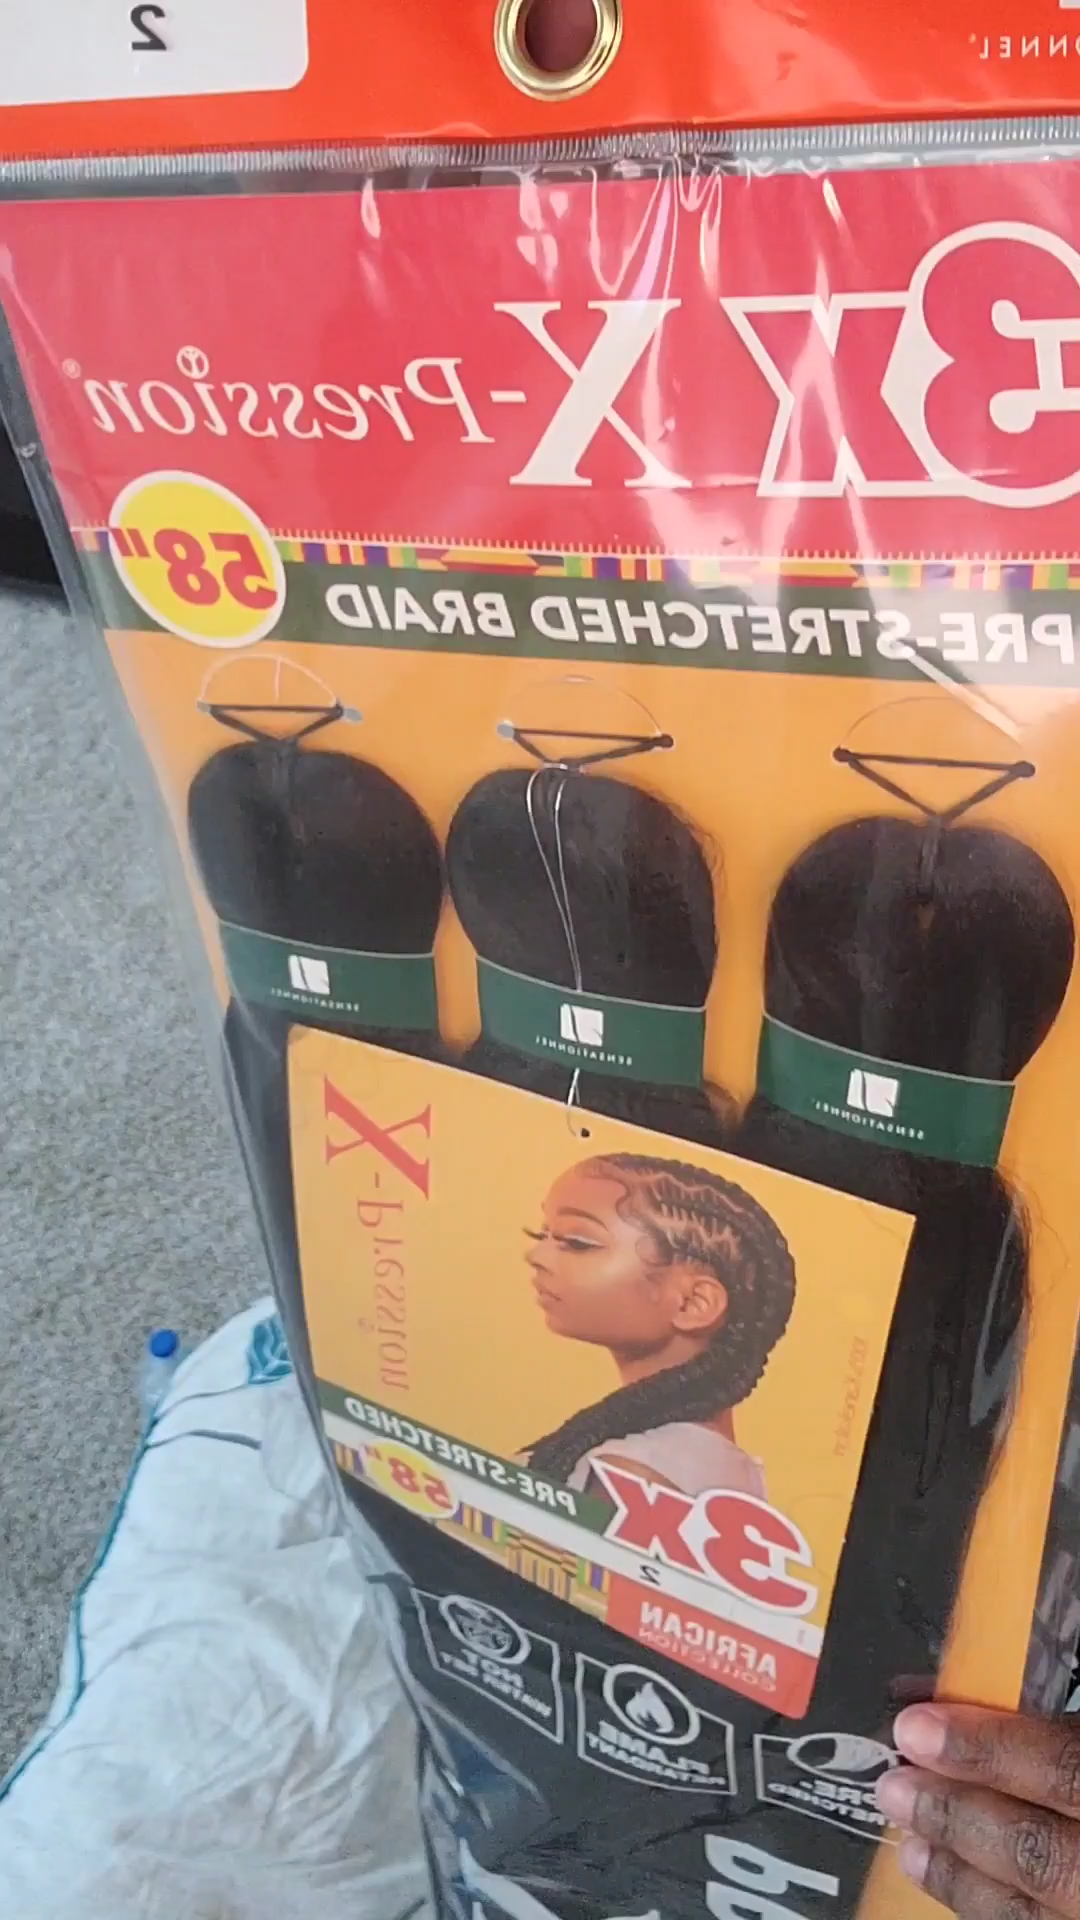 2
ONNEL
3X X-Pression®
58"
PRE-STRETCHED BRAID
SENSATIONNEL
SENSATIONNEL
SENSATIONNEL
X-Pression
PRE-STRETCHED
58"
3X
2
AFRICAN
COLLECTION
HOT
WATER SET
FLAME
RETARDANT
PRE-
STRETCHED